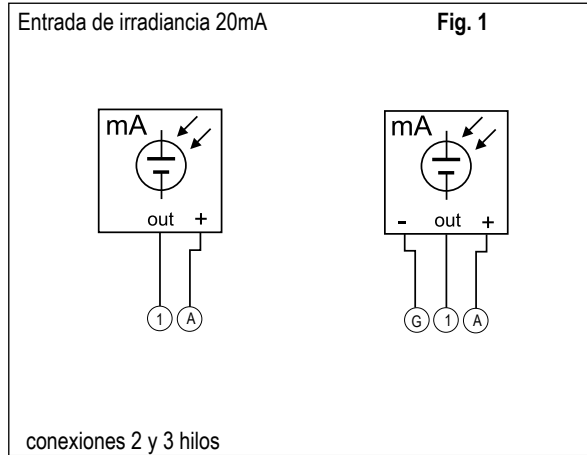 Entrada de irradiancia 20mA Fig. 1
mA mA
out + - out +
1 A G 1 A
conexiones 2 y 3 hilos